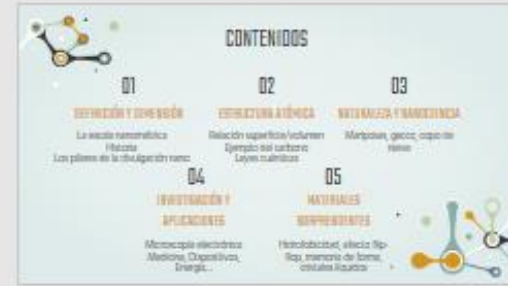 CONTENIDOS
01
DEFINICIÓN Y DIMENSIÓN
La escala nanométrica
Historia
Los pilares de la divulgación nano
02
ESTRUCTURA ATÓMICA
Relación superficie/volumen
Ejemplo del carbono
Leyes cuánticas
03
NATURALEZA Y NANOCIENCIA
Mariposas, gecco, copo de
nieve
04
INVESTIGACIÓN Y
APLICACIONES
Microscopia electrónica
Medicina, Dispositivos,
Energía...
05
MATERIALES
SORPRENDENTES
Hidrofobicidad, efecto flip-
flop, memoria de forma,
cristales líquidos